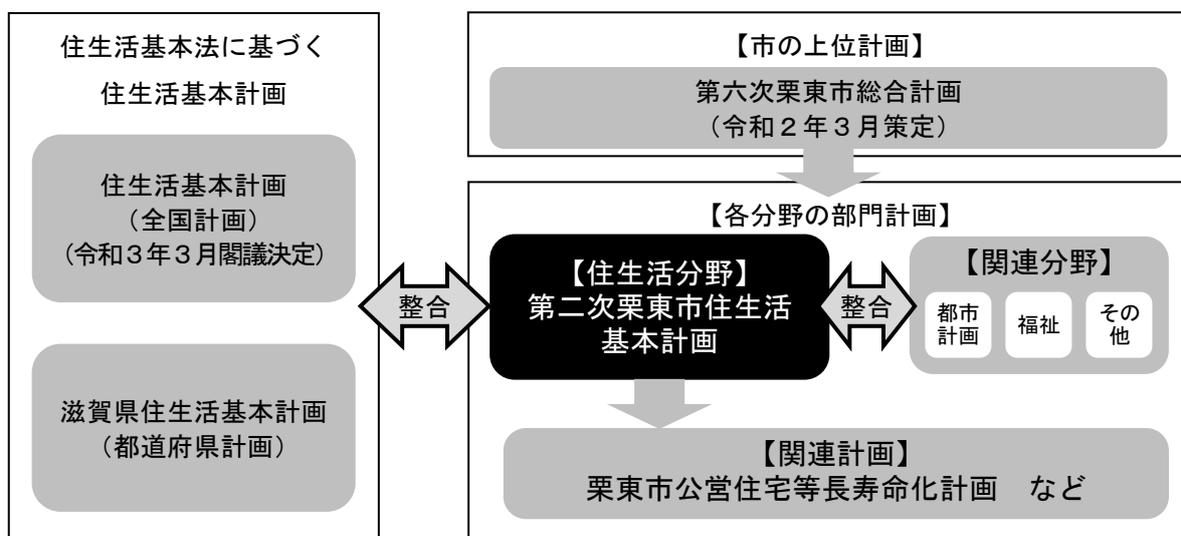 住生活基本法に基づく
住生活基本計画
住生活基本計画
（全国計画）
（令和３年３月閣議決定）
滋賀県住生活基本計画
（都道府県計画）
整合
【市の上位計画】
第六次栗東市総合計画
（令和２年３月策定）
【各分野の部門計画】
【住生活分野】
第二次栗東市住生活
基本計画
整合
【関連分野】
都市
計画
福祉
その
他
【関連計画】
栗東市公営住宅等長寿命化計画　など